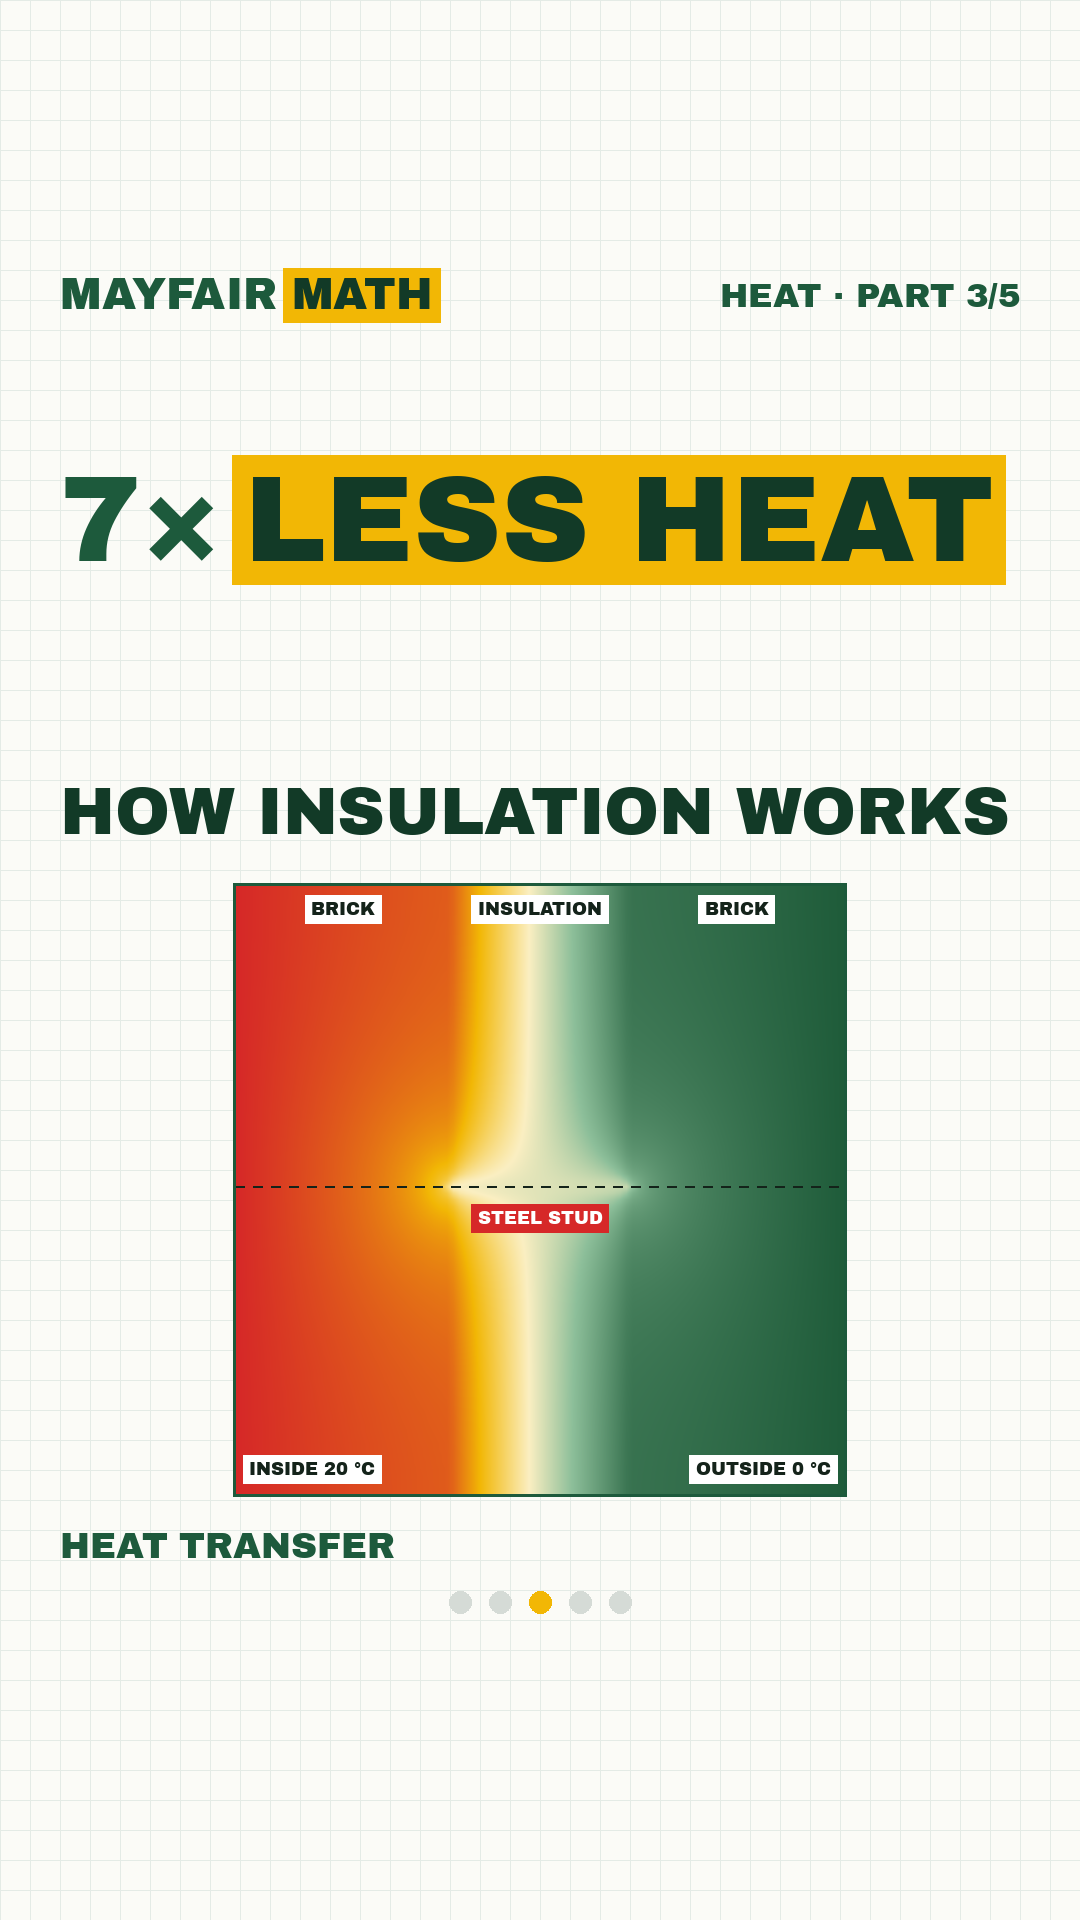 MAYFAIR MATH
HEAT · PART 3/5
7× LESS HEAT
HOW INSULATION WORKS
BRICK INSULATION BRICK
STEEL STUD
INSIDE 20 °C OUTSIDE 0 °C
HEAT TRANSFER